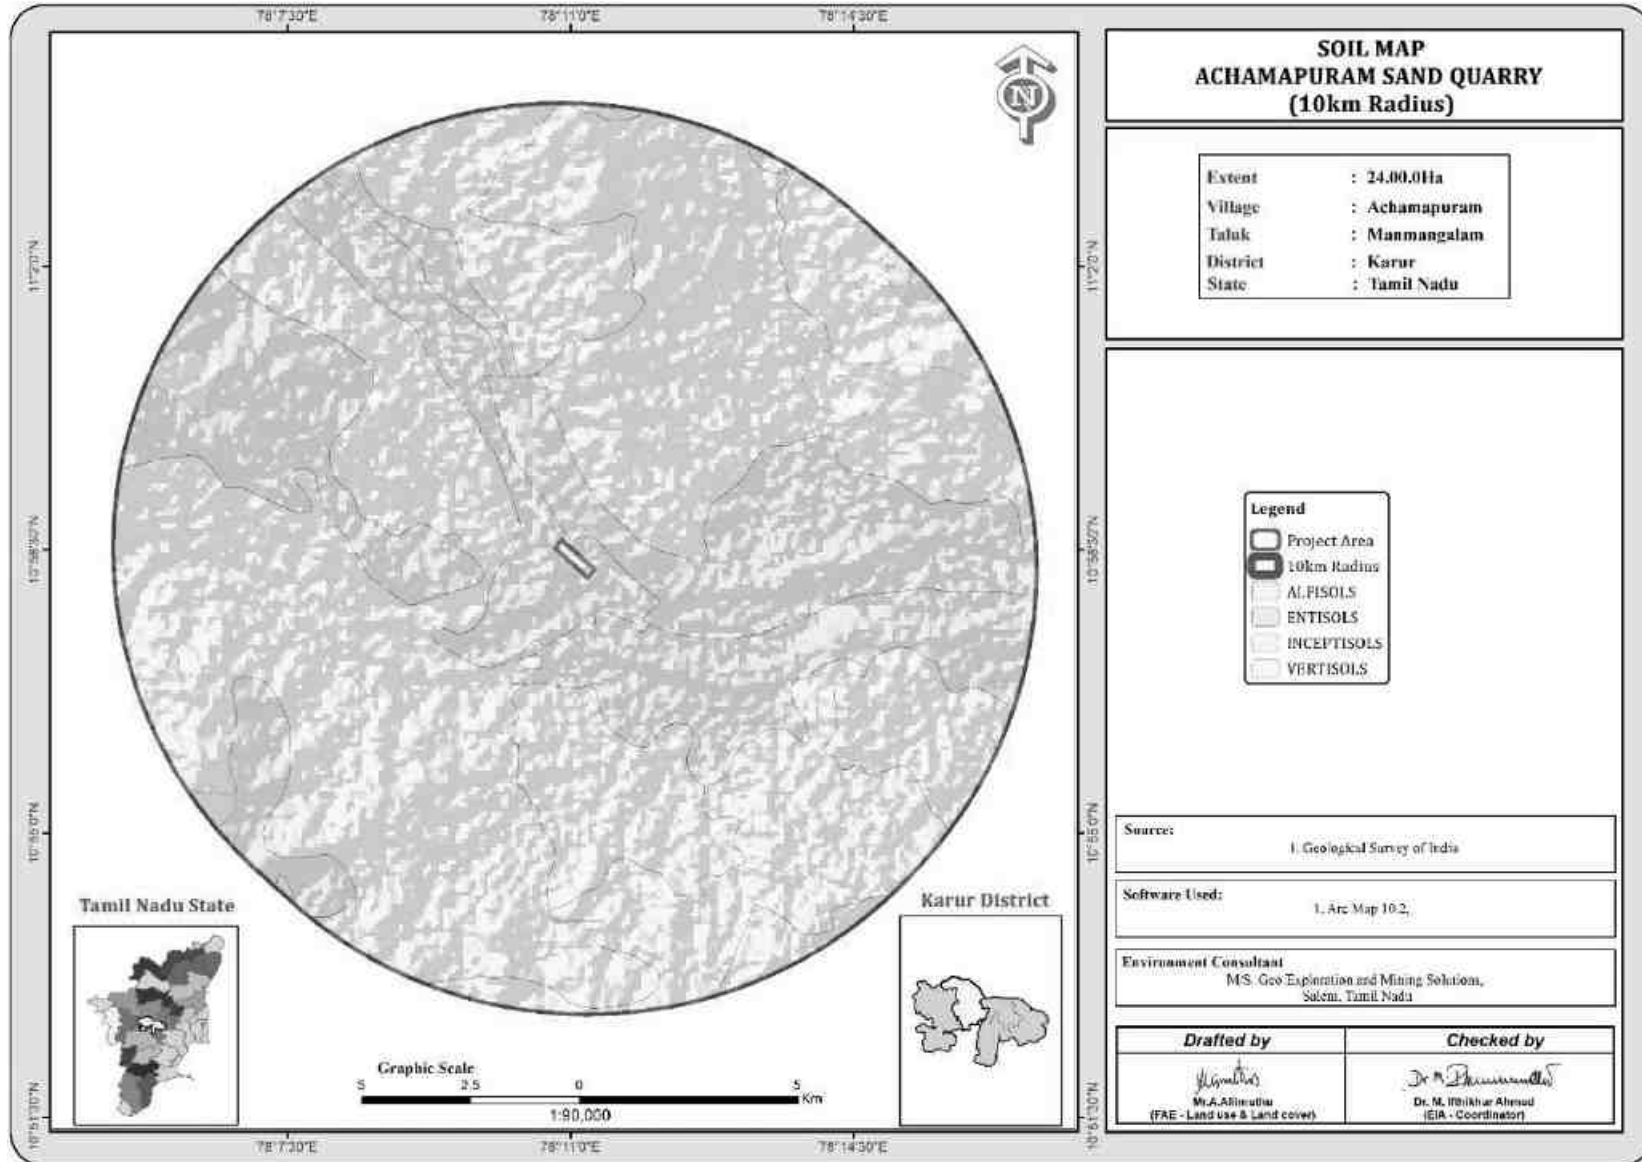 78°7'30"E 78°11'0"E 78°14'30"E
SOIL MAP
ACHAMAPURAM SAND QUARRY
(10km Radius)
N
Extent : 24.00.0Ha
Village : Achamapuram
Taluk : Manmangalam
District : Karur
State : Tamil Nadu
11°2'0"N 11°2'0"N
10°58'30"N 10°58'30"N
10°55'0"N 10°55'0"N
10°51'30"N 10°51'30"N
Legend
Project Area
10km Radius
ALFISOLS
ENTISOLS
INCEPTISOLS
VERTISOLS
Source:
1. Geological Survey of India
Software Used:
1. Arc Map 10.2,
Environment Consultant
M/S. Geo Exploration and Mining Solutions,
Salem, Tamil Nadu
Drafted by Checked by
Mr.A.Allimuthu
(FAE - Land use & Land cover)
Dr. M. Ifthikhar Ahmed
(EIA - Coordinator)
Tamil Nadu State
Karur District
Graphic Scale
5 2.5 0 5
Km
1:90,000
78°7'30"E 78°11'0"E 78°14'30"E